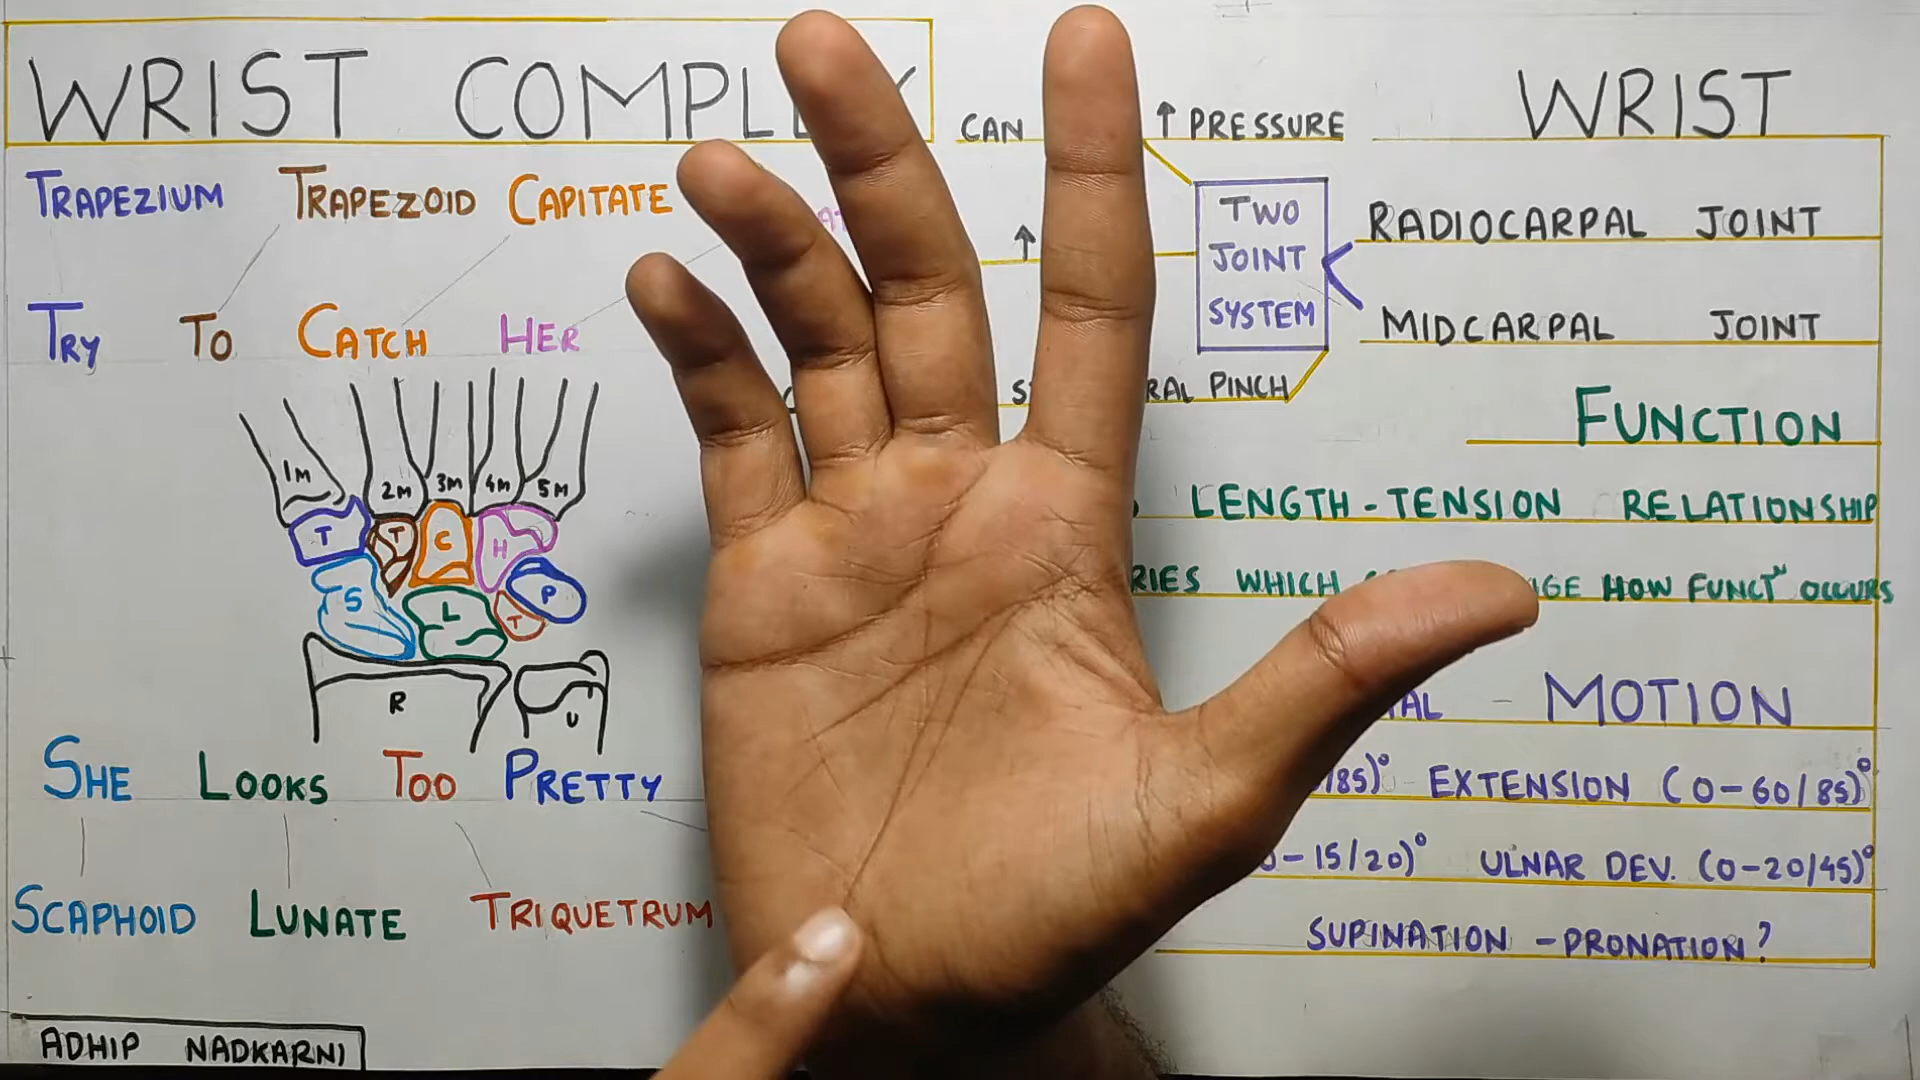 WRIST COMPL
TRAPEZIUM TRAPEZOID CAPITATE
TRY TO CATCH HER
1M 2M 3M 4M 5M
T T C H
S L T P
R U
SHE LOOKS TOO PRETTY
SCAPHOID LUNATE TRIQUETRUM
ADHIP NADKARNI
CAN ↑ PRESSURE
↑
TWO
JOINT
SYSTEM
RAL PINCH
WRIST
RADIOCARPAL JOINT
MIDCARPAL JOINT
FUNCTION
LENGTH-TENSION RELATIONSHIP
RIES WHICH GE HOW FUNCTᴺ OCCURS
AL - MOTION
/85)° EXTENSION (0-60/85)°
0-15/20)° ULNAR DEV. (0-20/45)°
SUPINATION -PRONATION?